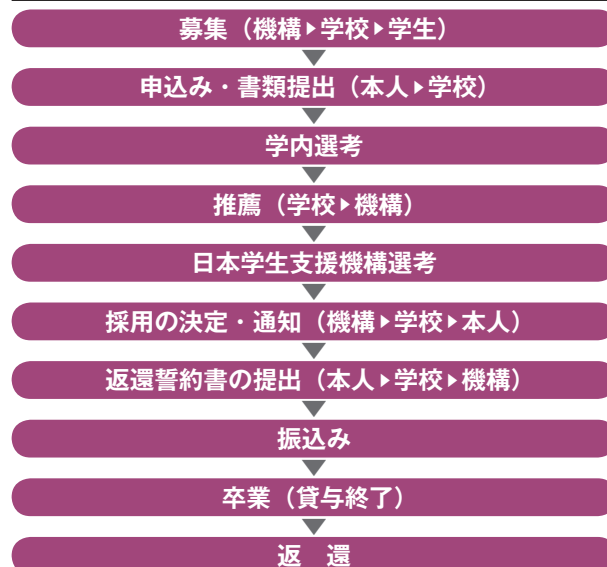 募集（機構▶学校▶学生）
申込み・書類提出（本人▶学校）
学内選考
推薦（学校▶機構）
日本学生支援機構選考
採用の決定・通知（機構▶学校▶本人）
返還誓約書の提出（本人▶学校▶機構）
振込み
卒業（貸与終了）
返　還